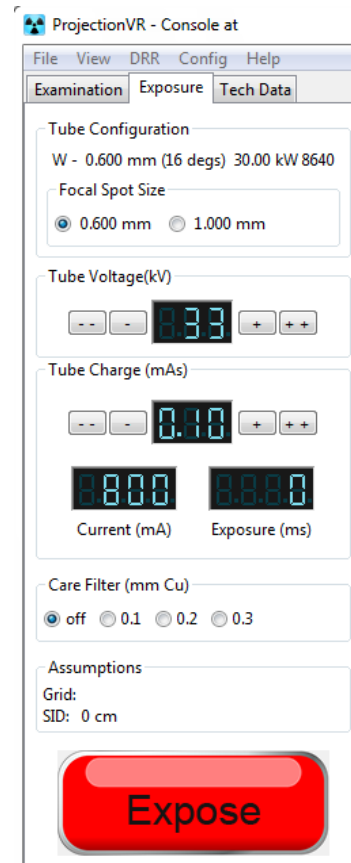 ProjectionVR - Console at
File View DRR Config Help
Examination Exposure Tech Data
Tube Configuration
W - 0.600 mm (16 degs) 30.00 kW 8640
Focal Spot Size
0.600 mm 1.000 mm
Tube Voltage(kV)
- - - 33 + + +
Tube Charge (mAs)
- - - 0.10 + + +
800 0
Current (mA) Exposure (ms)
Care Filter (mm Cu)
off 0.1 0.2 0.3
Assumptions
Grid:
SID: 0 cm
Expose